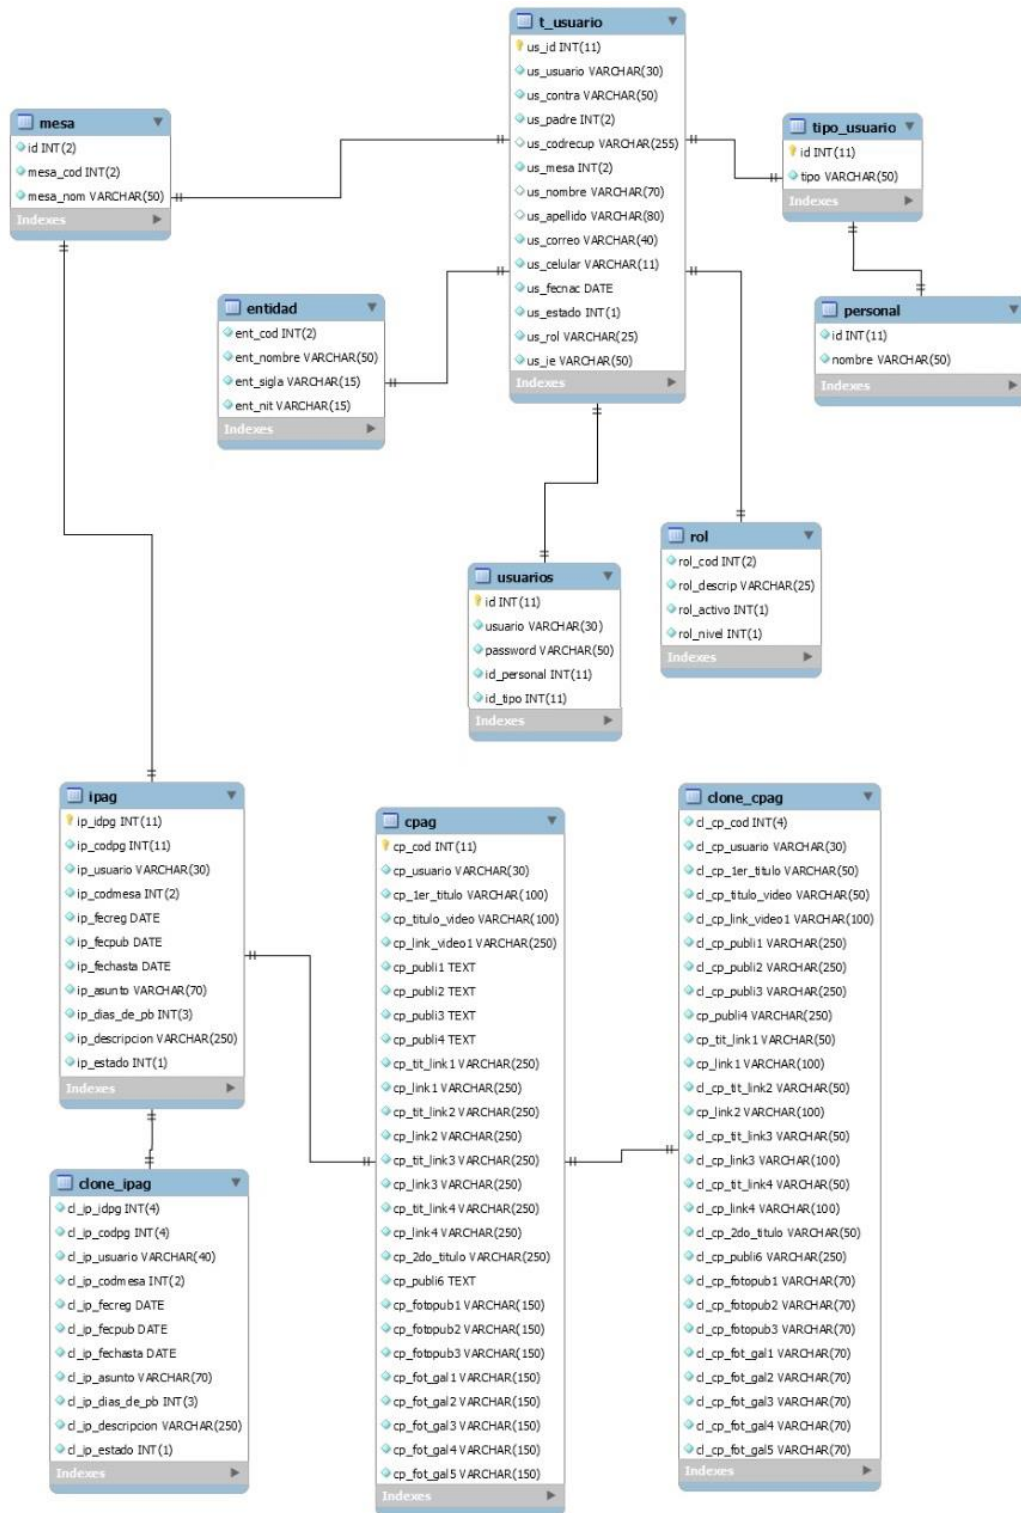 t_usuario
us_id INT(11)
us_usuario VARCHAR(30)
us_contra VARCHAR(50)
us_padre INT(2)
us_codrecup VARCHAR(255)
us_mesa INT(2)
us_nombre VARCHAR(70)
us_apellido VARCHAR(80)
us_correo VARCHAR(40)
us_celular VARCHAR(11)
us_fecnac DATE
us_estado INT(1)
us_rol VARCHAR(25)
us_ie VARCHAR(50)
Indexes
mesa
id INT(2)
mesa_cod INT(2)
mesa_nom VARCHAR(50)
Indexes
tipo_usuario
id INT(11)
tipo VARCHAR(50)
Indexes
entidad
ent_cod INT(2)
ent_nombre VARCHAR(50)
ent_sigla VARCHAR(15)
ent_nit VARCHAR(15)
Indexes
personal
id INT(11)
nombre VARCHAR(50)
Indexes
usuarios
id INT(11)
usuario VARCHAR(30)
password VARCHAR(50)
id_personal INT(11)
id_tipo INT(11)
Indexes
rol
rol_cod INT(2)
rol_descrip VARCHAR(25)
rol_activo INT(1)
rol_nivel INT(1)
Indexes
ipag
ip_idpg INT(11)
ip_codpg INT(11)
ip_usuario VARCHAR(30)
ip_codmesa INT(2)
ip_fecreg DATE
ip_fecpub DATE
ip_fechasta DATE
ip_asunto VARCHAR(70)
ip_dias_de_pb INT(3)
ip_descripcion VARCHAR(250)
ip_estado INT(1)
Indexes
clone_ipag
cl_ip_idpg INT(4)
cl_ip_codpg INT(4)
cl_ip_usuario VARCHAR(40)
cl_ip_codmesa INT(2)
cl_ip_fecreg DATE
cl_ip_fecpub DATE
cl_ip_fechasta DATE
cl_ip_asunto VARCHAR(70)
cl_ip_dias_de_pb INT(3)
cl_ip_descripcion VARCHAR(250)
cl_ip_estado INT(1)
Indexes
cpag
cp_cod INT(11)
cp_usuario VARCHAR(30)
cp_1er_titulo VARCHAR(100)
cp_titulo_video VARCHAR(100)
cp_link_video1 VARCHAR(250)
cp_publi1 TEXT
cp_publi2 TEXT
cp_publi3 TEXT
cp_publi4 TEXT
cp_tit_link1 VARCHAR(250)
cp_link1 VARCHAR(250)
cp_tit_link2 VARCHAR(250)
cp_link2 VARCHAR(250)
cp_tit_link3 VARCHAR(250)
cp_link3 VARCHAR(250)
cp_tit_link4 VARCHAR(250)
cp_link4 VARCHAR(250)
cp_2do_titulo VARCHAR(250)
cp_publi6 TEXT
cp_fotopub1 VARCHAR(150)
cp_fotopub2 VARCHAR(150)
cp_fotopub3 VARCHAR(150)
cp_fot_gal1 VARCHAR(150)
cp_fot_gal2 VARCHAR(150)
cp_fot_gal3 VARCHAR(150)
cp_fot_gal4 VARCHAR(150)
cp_fot_gal5 VARCHAR(150)
Indexes
clone_cpag
cl_cp_cod INT(4)
cl_cp_usuario VARCHAR(30)
cl_cp_1er_titulo VARCHAR(50)
cl_cp_titulo_video VARCHAR(50)
cl_cp_link_video1 VARCHAR(100)
cl_cp_publi1 VARCHAR(250)
cl_cp_publi2 VARCHAR(250)
cl_cp_publi3 VARCHAR(250)
cp_publi4 VARCHAR(250)
cp_tit_link1 VARCHAR(50)
cp_link1 VARCHAR(100)
cl_cp_tit_link2 VARCHAR(50)
cp_link2 VARCHAR(100)
cl_cp_tit_link3 VARCHAR(50)
cl_cp_link3 VARCHAR(100)
cl_cp_tit_link4 VARCHAR(50)
cl_cp_link4 VARCHAR(100)
cl_cp_2do_titulo VARCHAR(50)
cl_cp_publi6 VARCHAR(250)
cl_cp_fotopub1 VARCHAR(70)
cl_cp_fotopub2 VARCHAR(70)
cl_cp_fotopub3 VARCHAR(70)
cl_cp_fot_gal1 VARCHAR(70)
cl_cp_fot_gal2 VARCHAR(70)
cl_cp_fot_gal3 VARCHAR(70)
cl_cp_fot_gal4 VARCHAR(70)
cl_cp_fot_gal5 VARCHAR(70)
Indexes